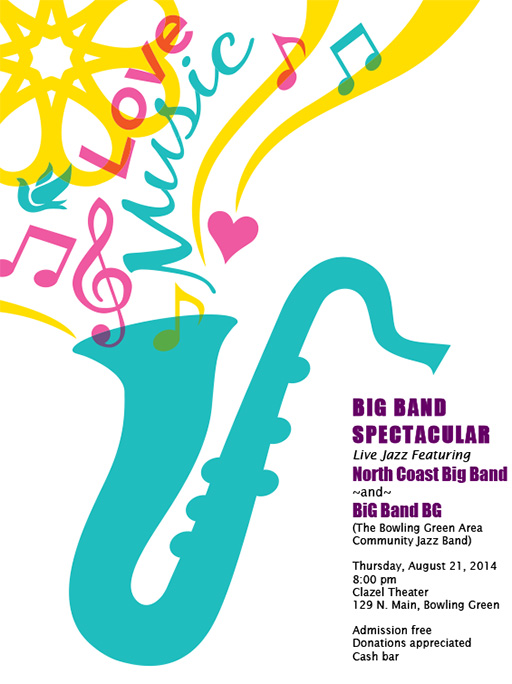 Love
Music
BIG BAND
SPECTACULAR
Live Jazz Featuring
North Coast Big Band
~and~
BiG Band BG
(The Bowling Green Area
Community Jazz Band)
Thursday, August 21, 2014
8:00 pm
Clazel Theater
129 N. Main, Bowling Green
Admission free
Donations appreciated
Cash bar